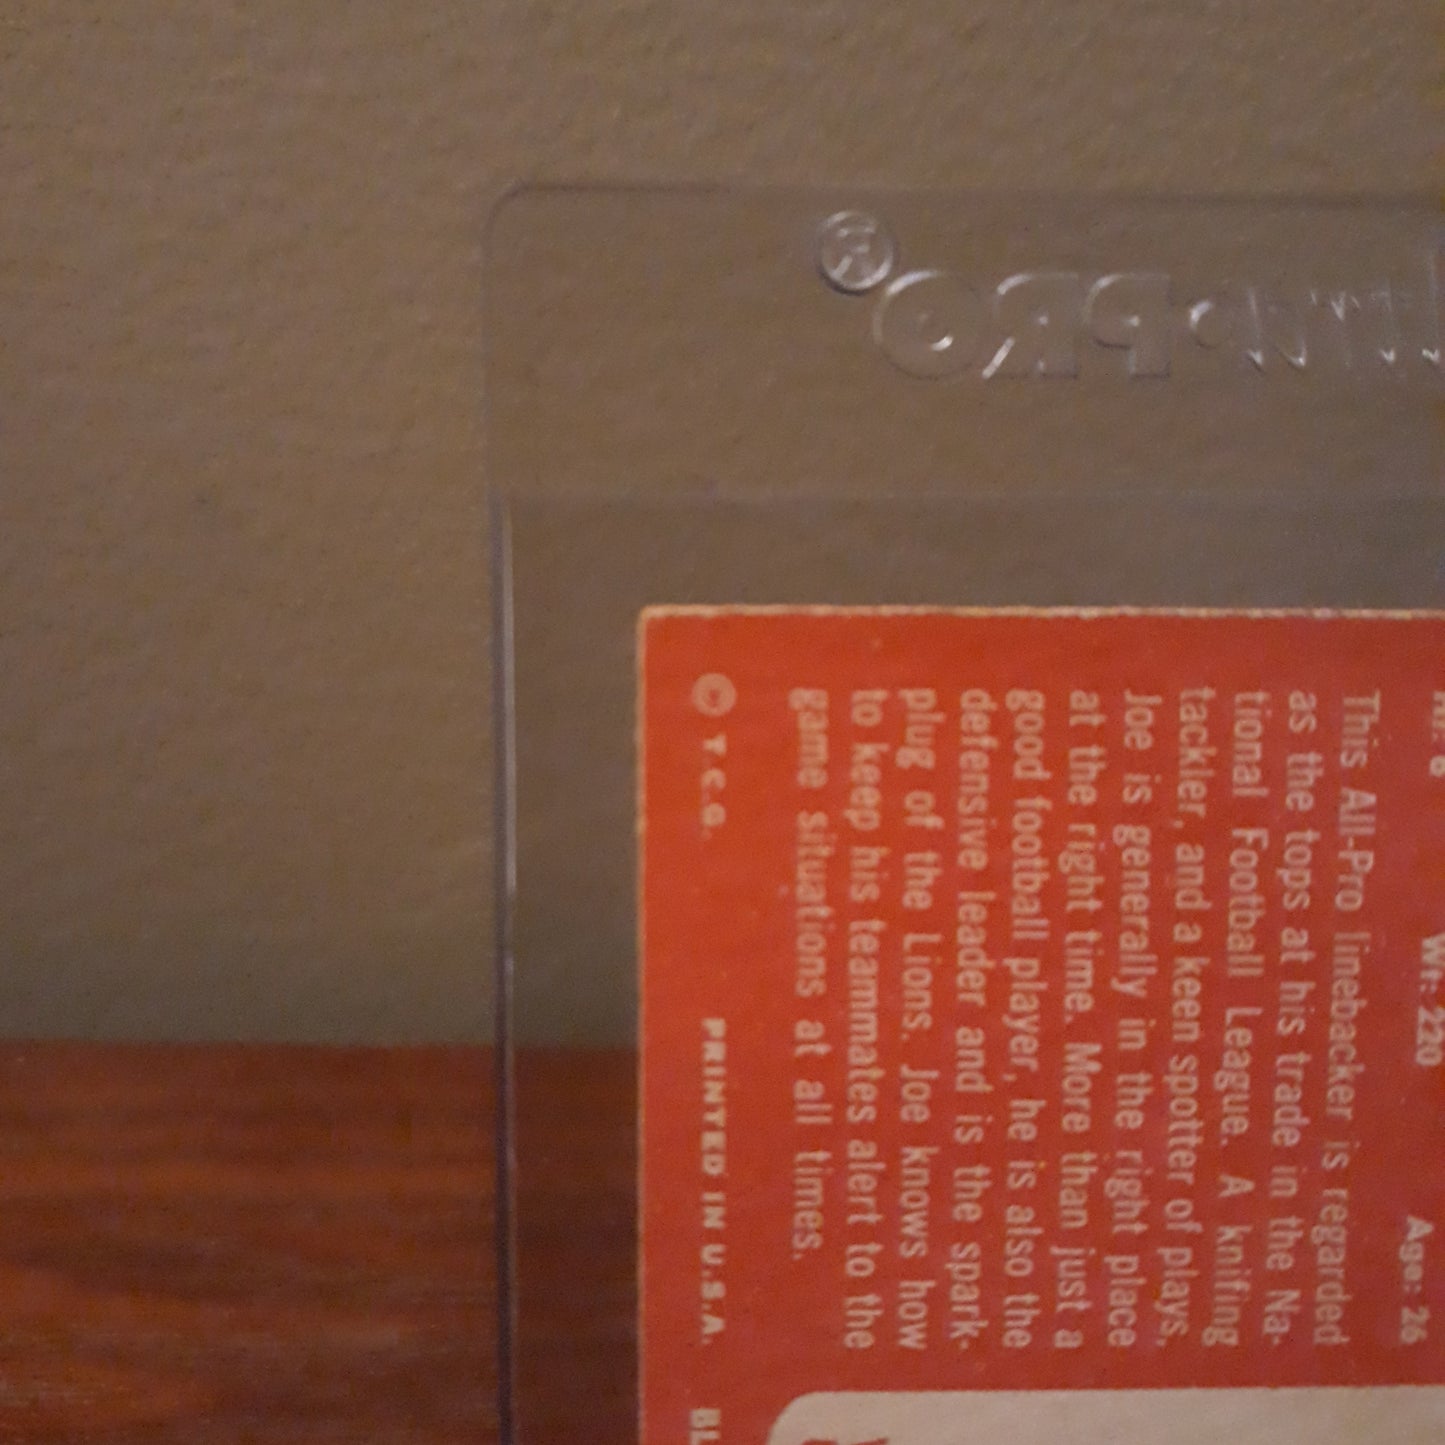 Wt: 220 Age: 26
This All-Pro linebacker is regarded
as the tops at his trade in the Na-
tional Football League. A knifing
tackler, and a keen spotter of plays,
Joe is generally in the right place
at the right time. More than just a
good football player, he is also the
defensive leader and is the spark-
plug of the Lions. Joe knows how
to keep his teammates alert to the
game situations at all times.
© T.C.G. PRINTED IN U.S.A.
PRO®